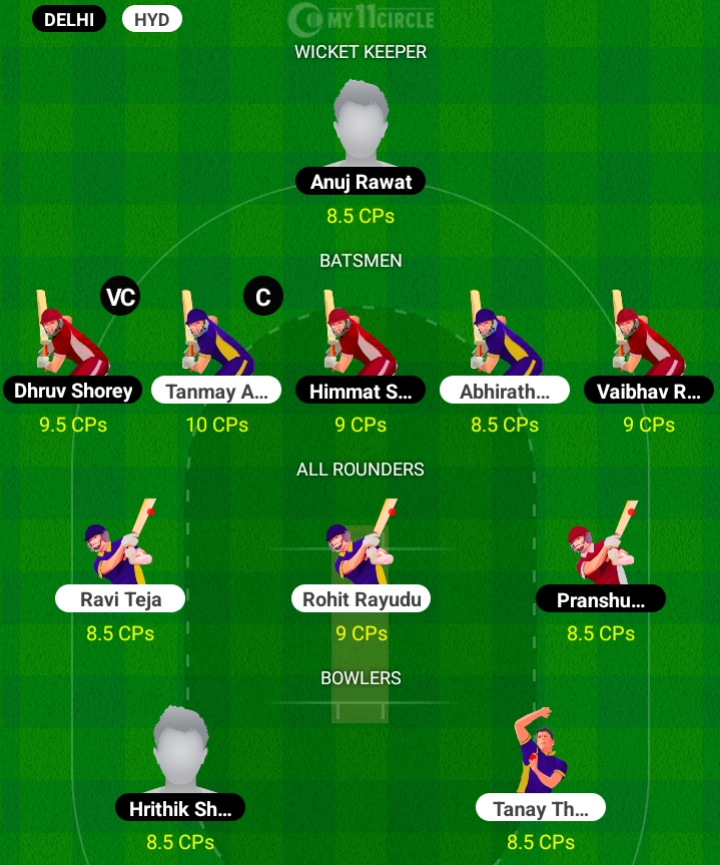 DELHI HYD
MY11CIRCLE
WICKET KEEPER
Anuj Rawat
8.5 CPs
BATSMEN
VC C
Dhruv Shorey Tanmay A... Himmat S... Abhirath... Vaibhav R...
9.5 CPs 10 CPs 9 CPs 8.5 CPs 9 CPs
ALL ROUNDERS
Ravi Teja Rohit Rayudu Pranshu...
8.5 CPs 9 CPs 8.5 CPs
BOWLERS
Hrithik Sh... Tanay Th...
8.5 CPs 8.5 CPs